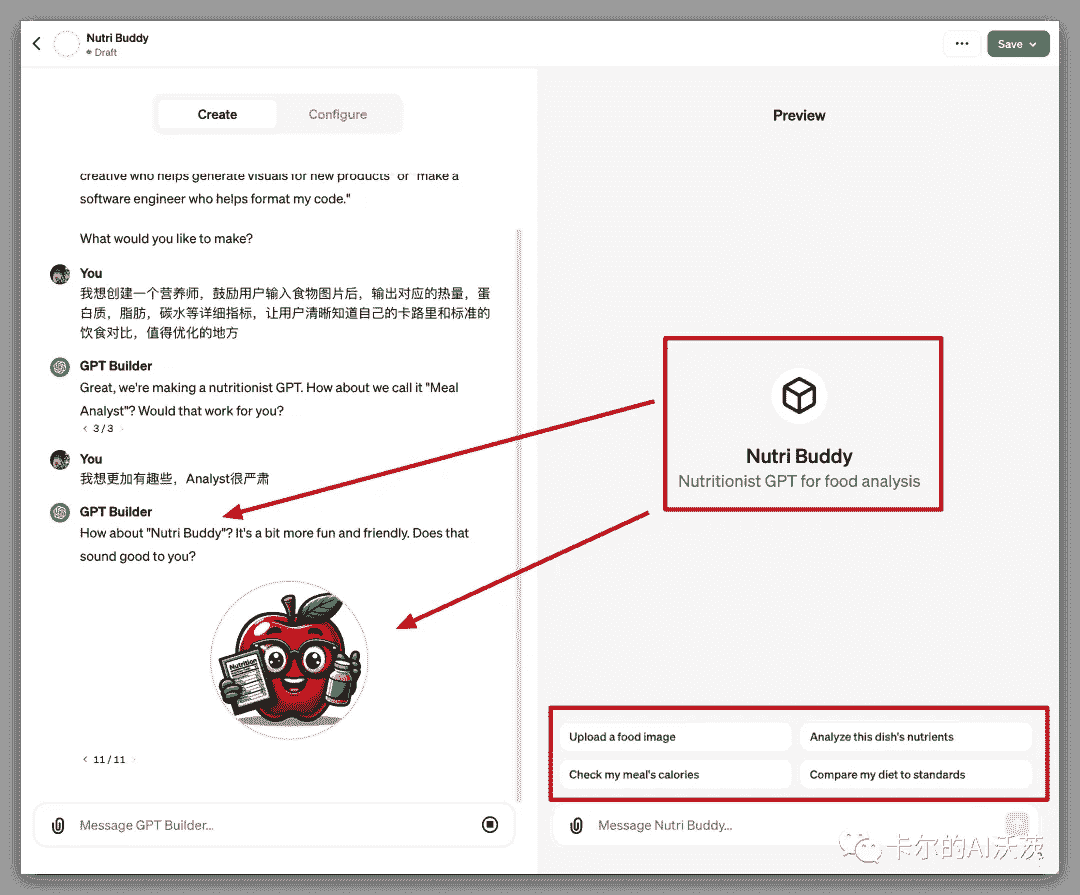 Nutri Buddy
Draft
Save
Create
Configure
creative who helps generate visuals for new products" or "make a
software engineer who helps format my code."
What would you like to make?
You
我想创建一个营养师，鼓励用户输入食物图片后，输出对应的热量，蛋
白质，脂肪，碳水等详细指标，让用户清晰知道自己的卡路里和标准的
饮食对比，值得优化的地方
GPT Builder
Great, we're making a nutritionist GPT. How about we call it "Meal
Analyst"? Would that work for you?
3 / 3
You
我想更加有趣些，Analyst很严肃
GPT Builder
How about "Nutri Buddy"? It's a bit more fun and friendly. Does that
sound good to you?
Nutrition
11 / 11
Message GPT Builder...
Preview
Nutri Buddy
Nutritionist GPT for food analysis
Upload a food image
Analyze this dish's nutrients
Check my meal's calories
Compare my diet to standards
Message Nutri Buddy...
卡尔的AI沃茨